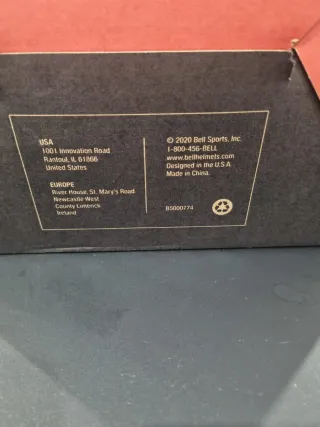 USA
1001 Innovation Road
Rantoul, IL 61866
United States
EUROPE
River House, St. Mary's Road
Newcastle West
County Limerick
Ireland
© 2020 Bell Sports, Inc.
1-800-456-BELL
www.bellhelmets.com
Designed in the U.S.A.
Made in China.
BS000774